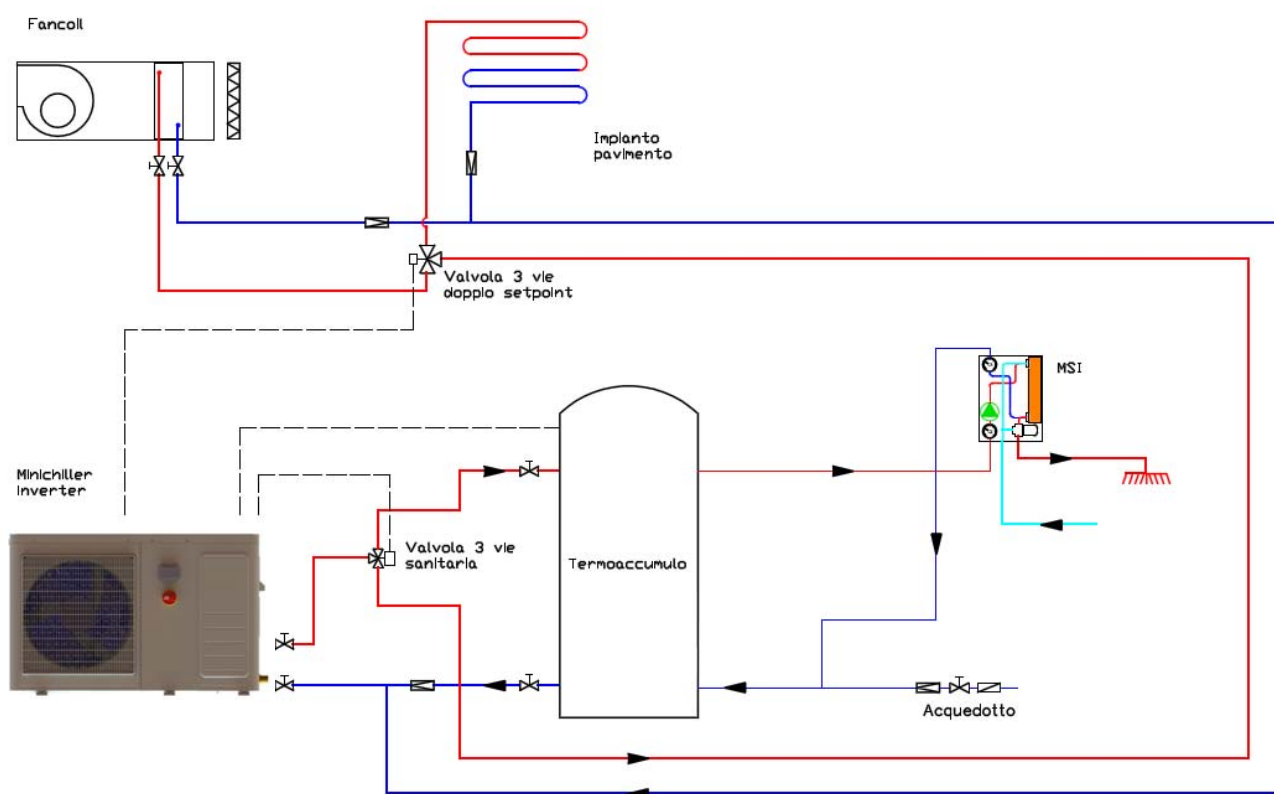 Fancoil
Impianto
pavimento
Valvola 3 vie
doppio setpoint
MSI
Minichiller
inverter
Valvola 3 vie
sanitaria
Termoaccumulo
Acquedotto